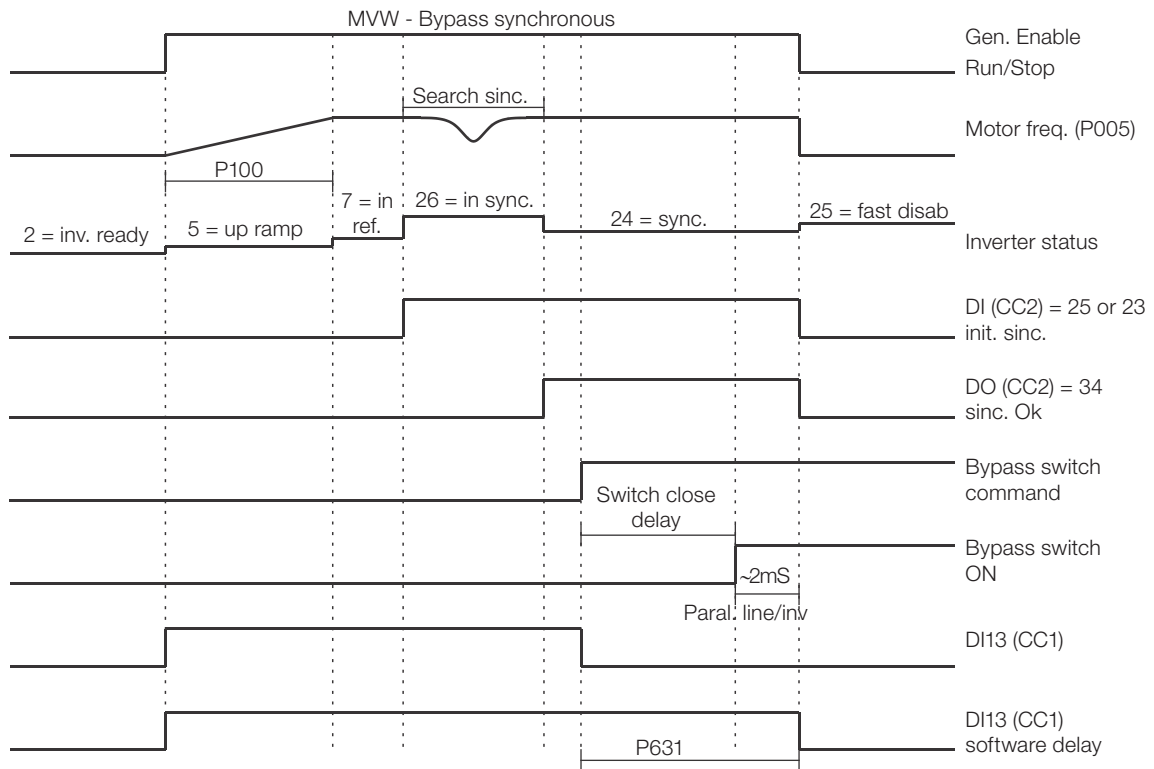 MVW - Bypass synchronous
Gen. Enable
Run/Stop
Search sinc.
Motor freq. (P005)
P100
2 = inv. ready
5 = up ramp
7 = in
ref.
26 = in sync.
24 = sync.
25 = fast disab
Inverter status
DI (CC2) = 25 or 23
init. sinc.
DO (CC2) = 34
sinc. Ok
Bypass switch
command
Switch close
delay
Bypass switch
ON
~2mS
Paral. line/inv
DI13 (CC1)
DI13 (CC1)
software delay
P631